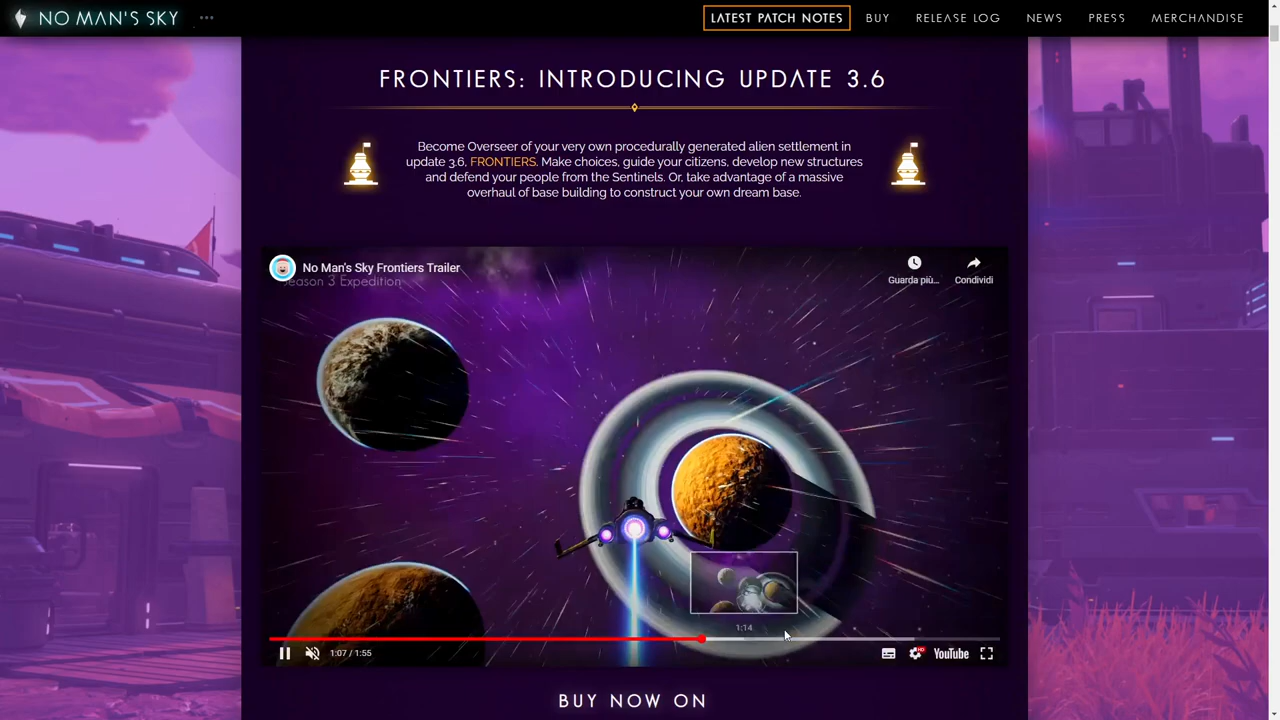 NO MAN'S SKY
LATEST PATCH NOTES
BUY
RELEASE LOG
NEWS
PRESS
MERCHANDISE
FRONTIERS: INTRODUCING UPDATE 3.6
Become Overseer of your very own procedurally generated alien settlement in
update 3.6, FRONTIERS. Make choices, guide your citizens, develop new structures
and defend your people from the Sentinels. Or, take advantage of a massive
overhaul of base building to construct your own dream base.
No Man's Sky Frontiers Trailer
Season 3 Expedition
Guarda più...
Condividi
1:14
1:07 / 1:55
HD
YouTube
BUY NOW ON